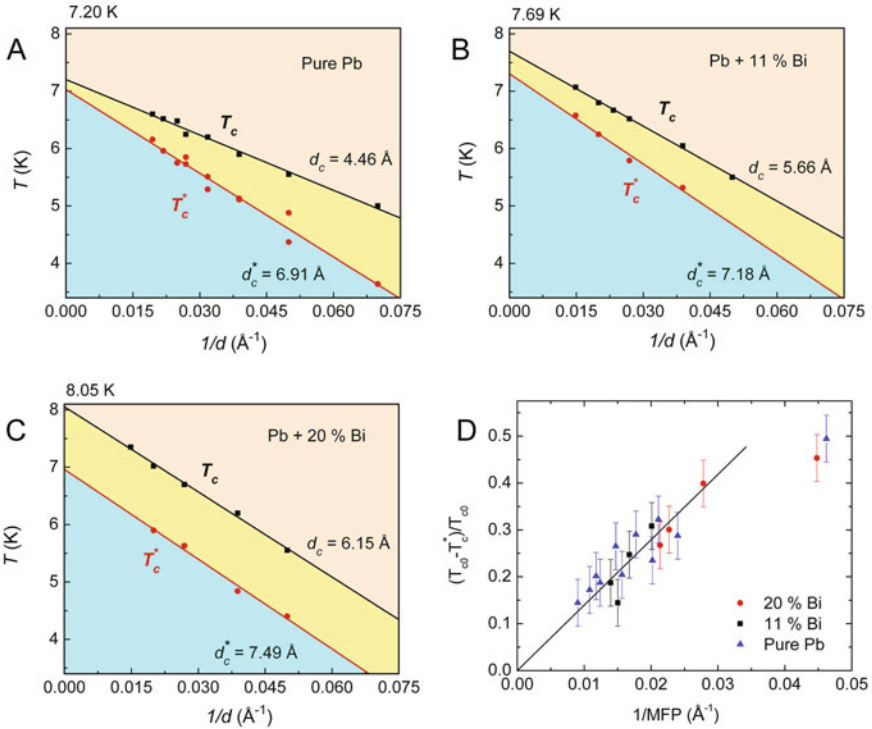 7.20 K
A
Pure Pb
T_c
d_c = 4.46 Å
T_c^*
d_c^* = 6.91 Å
T (K)
8
7
6
5
4
0.000 0.015 0.030 0.045 0.060 0.075
1/d (Å⁻¹)
7.69 K
B
Pb + 11 % Bi
T_c
d_c = 5.66 Å
T_c^*
d_c^* = 7.18 Å
T (K)
8
7
6
5
4
0.000 0.015 0.030 0.045 0.060 0.075
1/d (Å⁻¹)
8.05 K
C
Pb + 20 % Bi
T_c
d_c = 6.15 Å
T_c^*
d_c^* = 7.49 Å
T (K)
8
7
6
5
4
0.000 0.015 0.030 0.045 0.060 0.075
1/d (Å⁻¹)
D
(T_c0-T_c^*)/T_c0
0.5
0.4
0.3
0.2
0.1
0.0
20 % Bi
11 % Bi
Pure Pb
0.00 0.01 0.02 0.03 0.04 0.05
1/MFP (Å⁻¹)